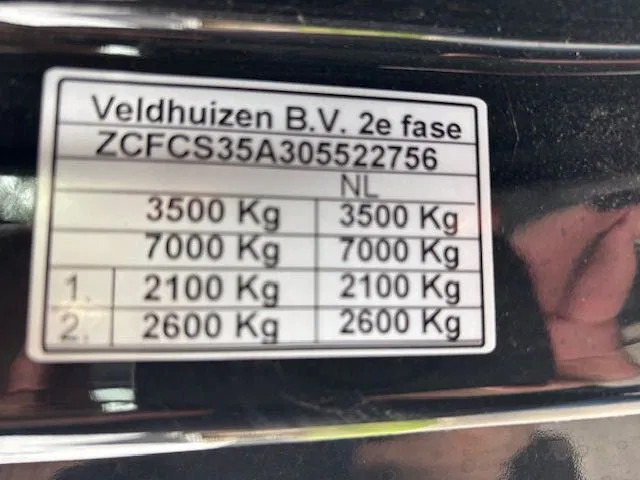 Veldhuizen B.V. 2e fase
ZCFCS35A305522756
NL
3500 Kg 3500 Kg
7000 Kg 7000 Kg
1. 2100 Kg 2100 Kg
2. 2600 Kg 2600 Kg